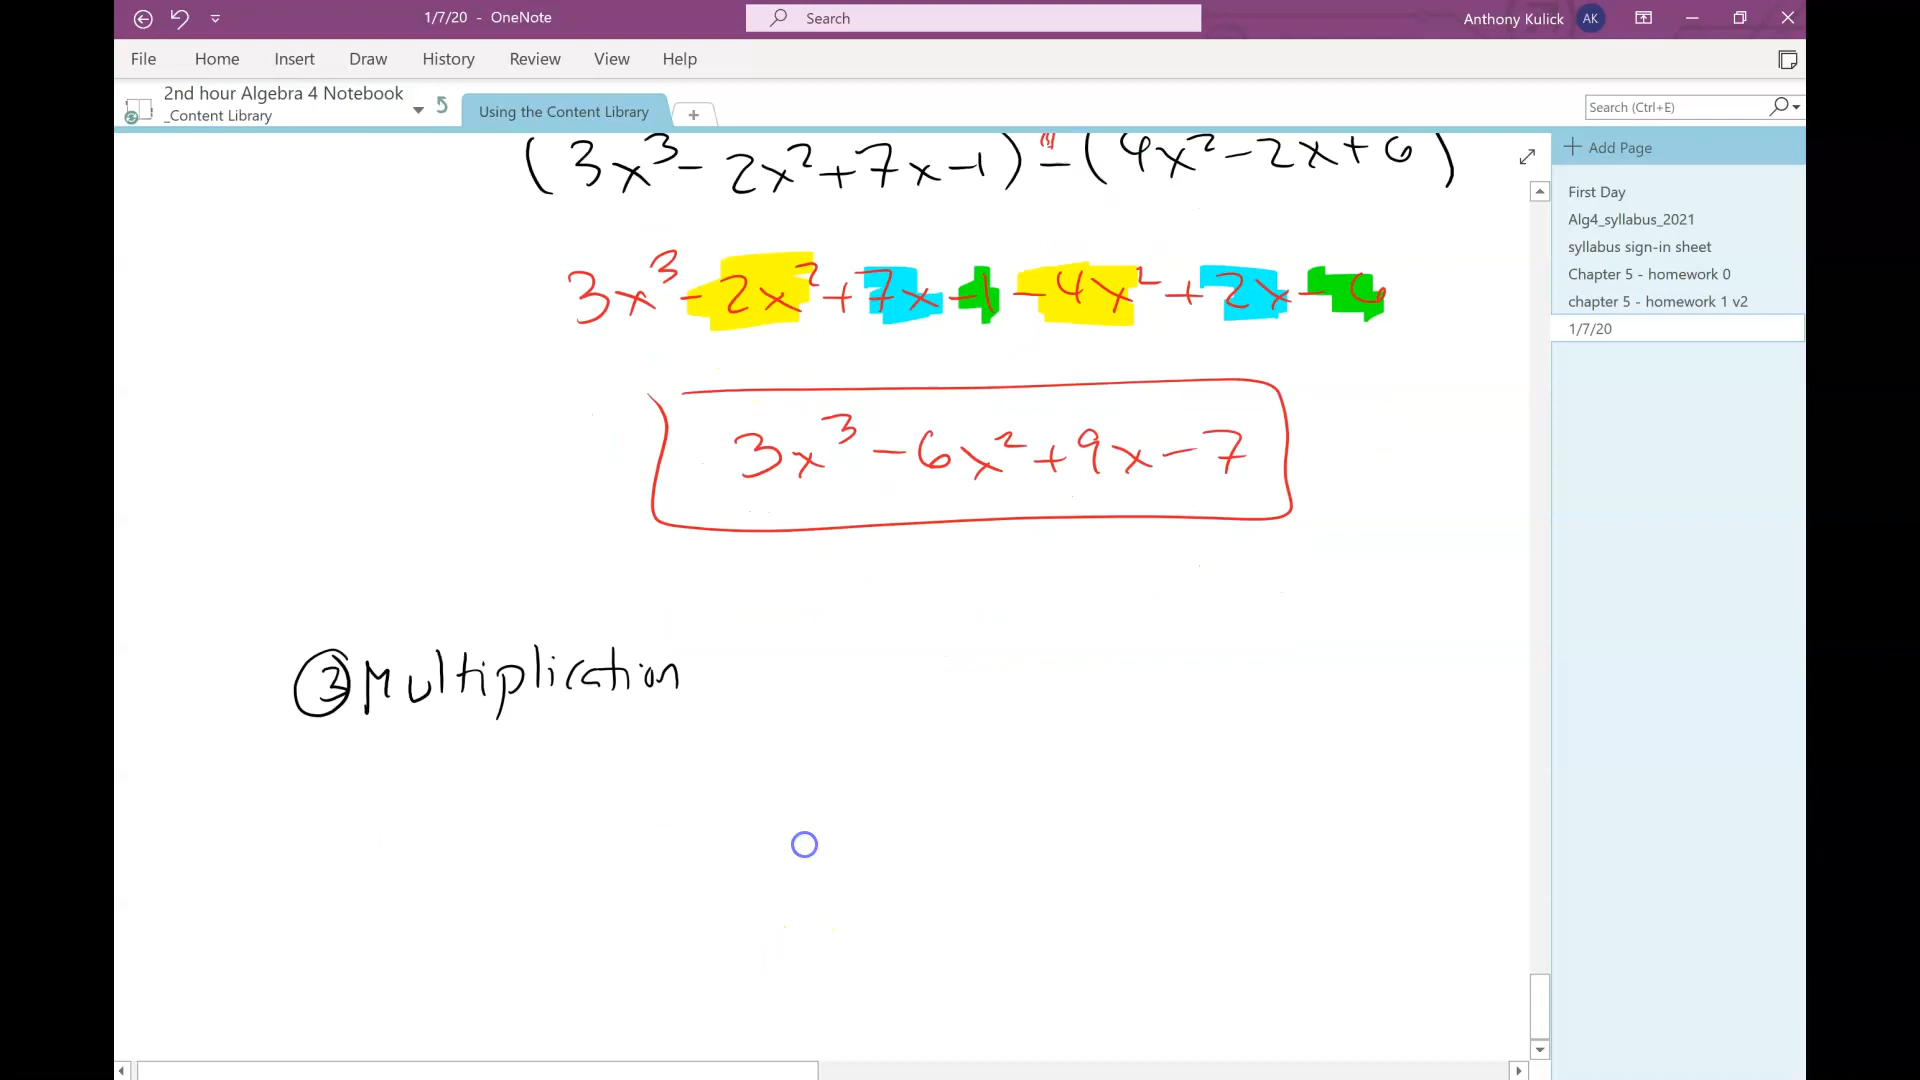 1/7/20 - OneNote
Search
Anthony Kulick AK
File Home Insert Draw History Review View Help
2nd hour Algebra 4 Notebook
_Content Library
Using the Content Library
Search (Ctrl+E)
Add Page
First Day
Alg4_syllabus_2021
syllabus sign-in sheet
Chapter 5 - homework 0
chapter 5 - homework 1 v2
1/7/20
(3x³ - 2x² + 7x - 1) - (4x² - 2x + 6)
3x³ - 2x² + 7x - 1 - 4x² + 2x - 6
3x³ - 6x² + 9x - 7
③ Multiplication